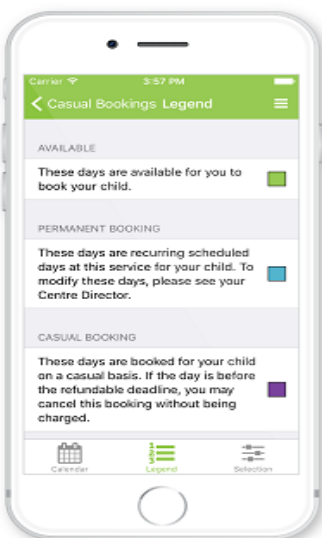 Carrier 3:57 PM
Casual Bookings Legend
AVAILABLE
These days are available for you to
book your child.
PERMANENT BOOKING
These days are recurring scheduled
days at this service for your child. To
modify these days, please see your
Centre Director.
CASUAL BOOKING
These days are booked for your child
on a casual basis. If the day is before
the refundable deadline, you may
cancel this booking without being
charged.
Calendar Legend Selection